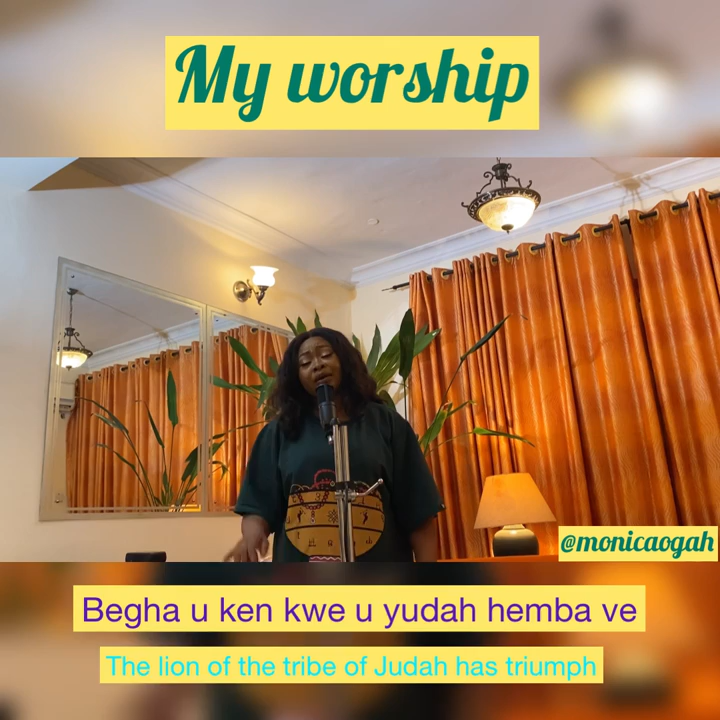 My worship
@monicaogah
Begha u ken kwe u yudah hemba ve
The lion of the tribe of Judah has triumph